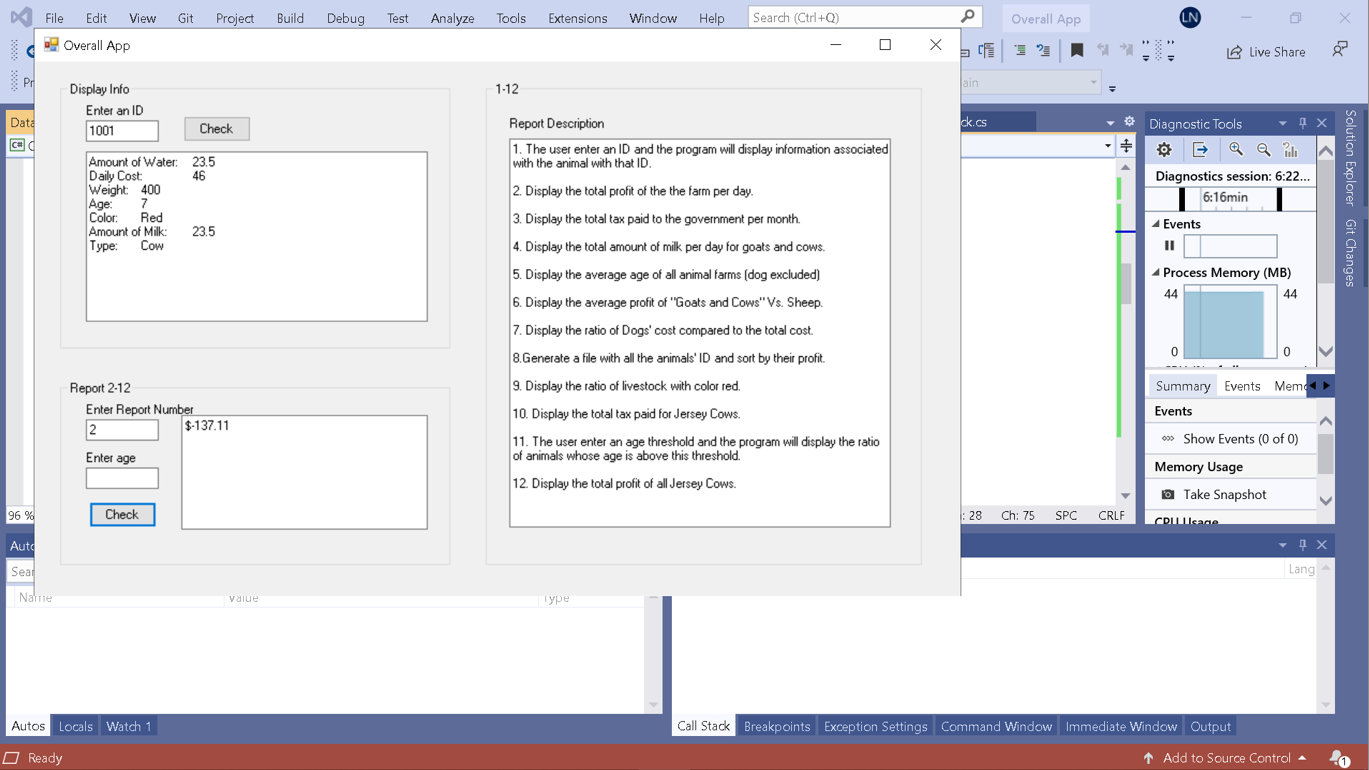 File Edit View Git Project Build Debug Test Analyze Tools Extensions Window Help Search (Ctrl+Q) Overall App LN
Overall App
Live Share
Display Info
Enter an ID
1001 Check
Amount of Water: 23.5
Daily Cost: 46
Weight: 400
Age: 7
Color: Red
Amount of Milk: 23.5
Type: Cow
Report 2-12
Enter Report Number
2
$-137.11
Enter age
Check
1-12
Report Description
1. The user enter an ID and the program will display information associated
with the animal with that ID.
2. Display the total profit of the the farm per day.
3. Display the total tax paid to the government per month.
4. Display the total amount of milk per day for goats and cows.
5. Display the average age of all animal farms (dog excluded)
6. Display the average profit of "Goats and Cows" Vs. Sheep.
7. Display the ratio of Dogs' cost compared to the total cost.
8.Generate a file with all the animals' ID and sort by their profit.
9. Display the ratio of livestock with color red.
10. Display the total tax paid for Jersey Cows.
11. The user enter an age threshold and the program will display the ratio
of animals whose age is above this threshold.
12. Display the total profit of all Jersey Cows.
Diagnostic Tools
Diagnostics session: 6:22...
6:16min
Events
Process Memory (MB)
44 44
0 0
Summary Events
Events
Show Events (0 of 0)
Memory Usage
Take Snapshot
CPU Usage
Solution Explorer
Git Changes
96 %
Ch: 75 SPC CRLF
Name Value Type
Lang
Autos Locals Watch 1
Call Stack Breakpoints Exception Settings Command Window Immediate Window Output
Ready Add to Source Control 1